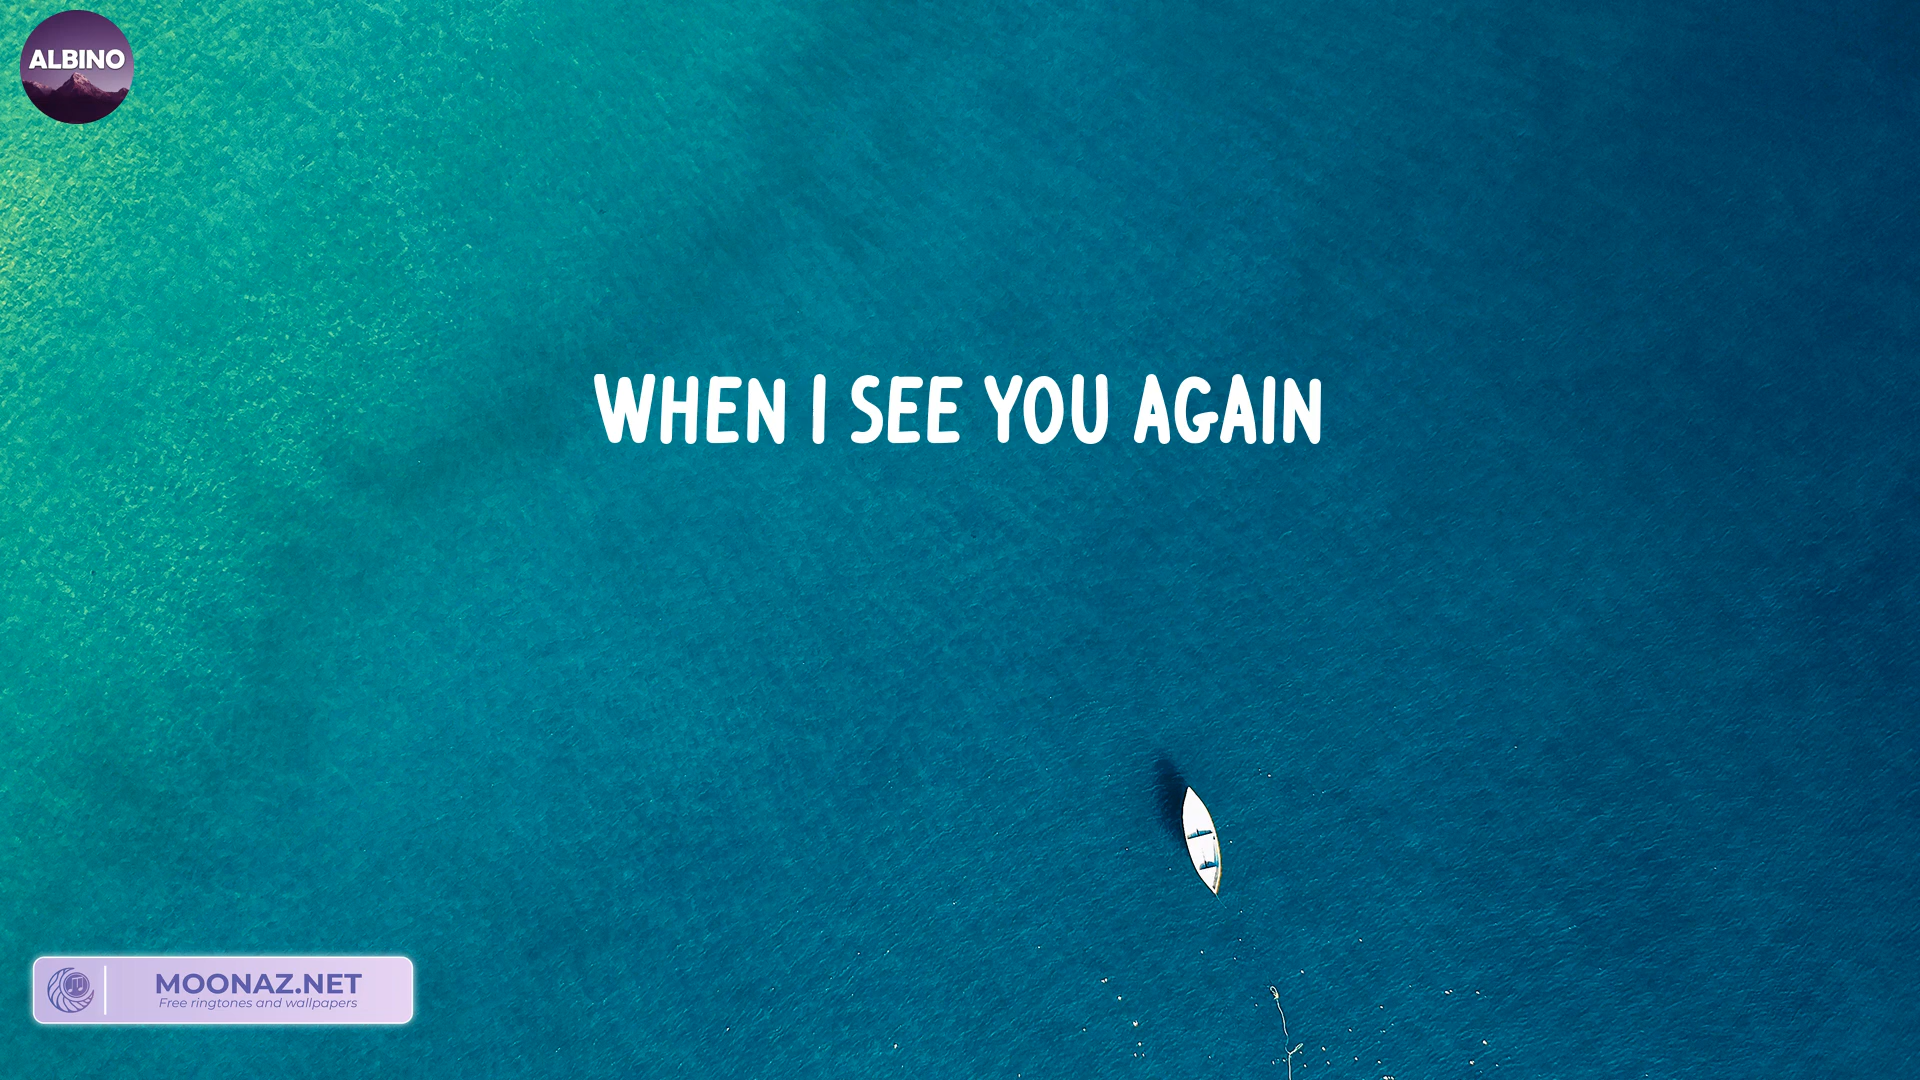 ALBINO
WHEN I SEE YOU AGAIN
MOONAZ.NET
Free ringtones and wallpapers